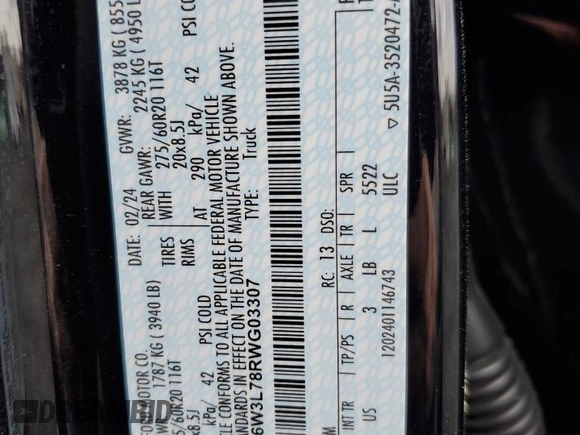 DATE: 02/24 GVWR: 3878 KG ( 855
MOTOR CO.
1787 KG ( 3940 LB) REAR GAWR: 2245 KG ( 4950 L
5/60R20 116T TIRES WITH 275/60R20 116T
8.5J RIMS 20x8.5J
kPa/ 42 PSI COLD AT 290 kPa/ 42 PSI CO
CLE CONFORMS TO ALL APPLICABLE FEDERAL MOTOR VEHICLE
STANDARDS IN EFFECT ON THE DATE OF MANUFACTURE SHOWN ABOVE.
6W3L78RWG03307 TYPE: Truck
RC: 13 DSO:
INT TR TP/PS R AXLE TR SPR
US 3 LB L 5522
1202401146743 ULC
▽ 5U5A-3520472-